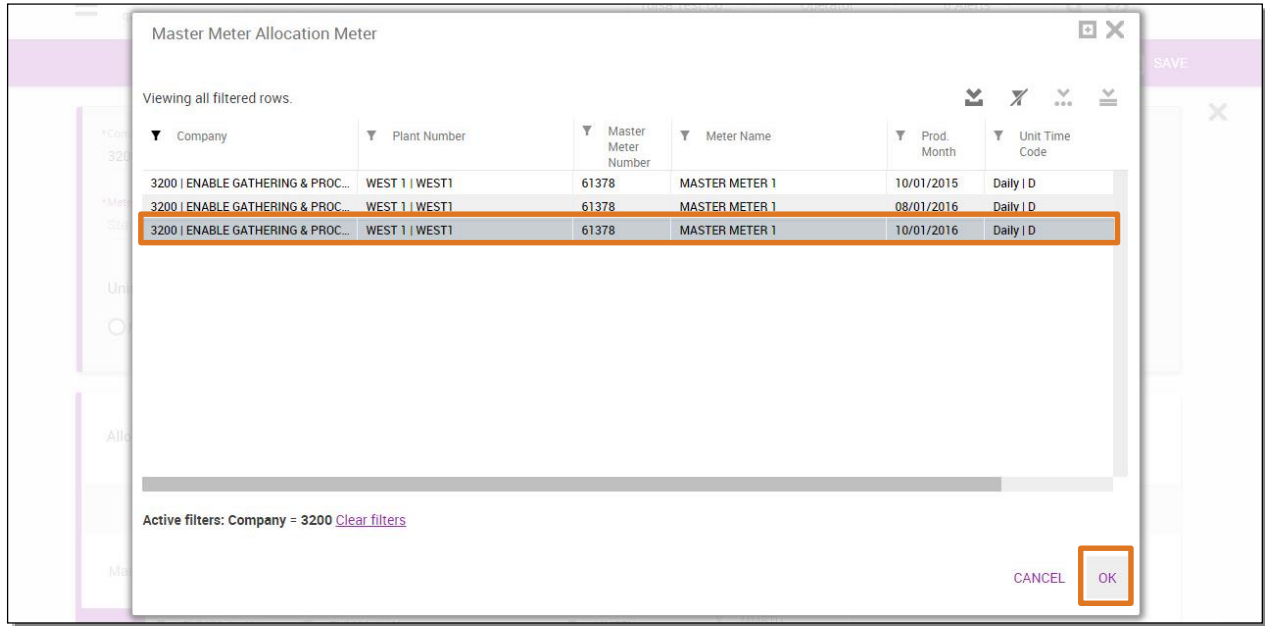 Master Meter Allocation Meter
SAVE
Viewing all filtered rows.
Company Plant Number Master Meter Number Meter Name Prod. Month Unit Time Code
3200 | ENABLE GATHERING & PROC... WEST 1 | WEST1 61378 MASTER METER 1 10/01/2015 Daily | D
3200 | ENABLE GATHERING & PROC... WEST 1 | WEST1 61378 MASTER METER 1 08/01/2016 Daily | D
3200 | ENABLE GATHERING & PROC... WEST 1 | WEST1 61378 MASTER METER 1 10/01/2016 Daily | D
Active filters: Company = 3200 Clear filters
CANCEL OK